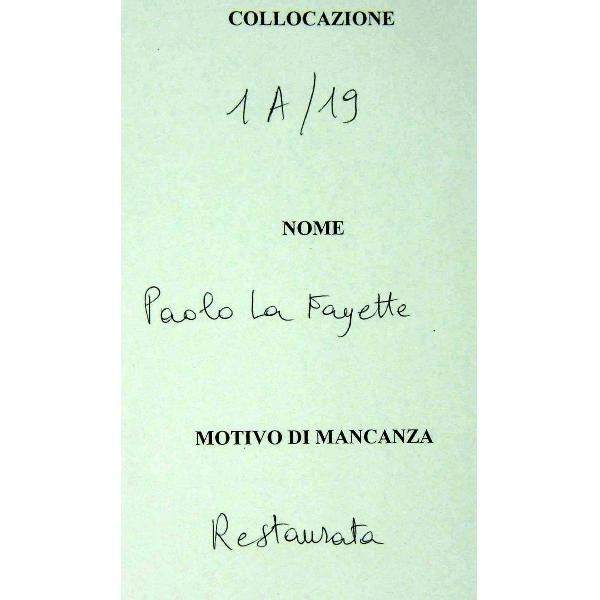 COLLOCAZIONE
1 A/19
NOME
Paolo La Fayette
MOTIVO DI MANCANZA
Restaurata